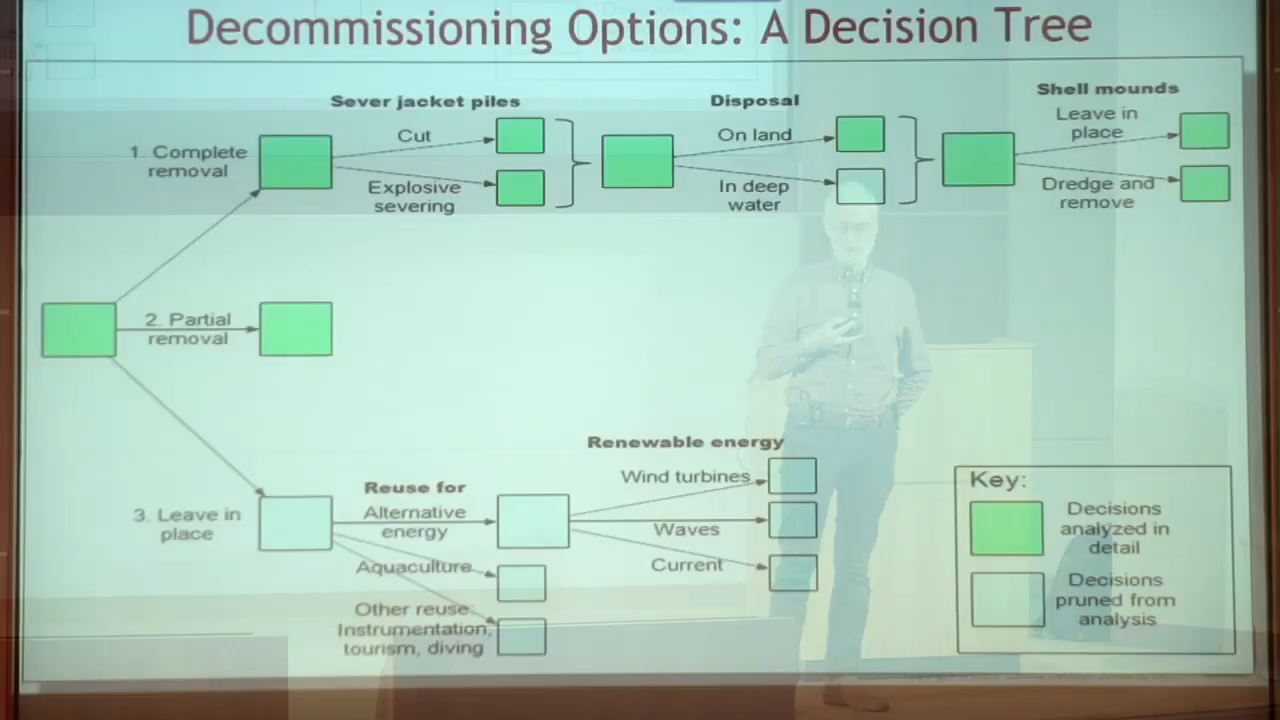 Decommissioning Options: A Decision Tree
Sever jacket piles
Disposal
Shell mounds
1. Complete
removal
Cut
Explosive
severing
On land
In deep
water
Leave in
place
Dredge and
remove
2. Partial
removal
3. Leave in
place
Reuse for
Alternative
energy
Aquaculture
Other reuse:
Instrumentation,
tourism, diving
Renewable energy
Wind turbines
Waves
Current
Key:
Decisions
analyzed in
detail
Decisions
pruned from
analysis